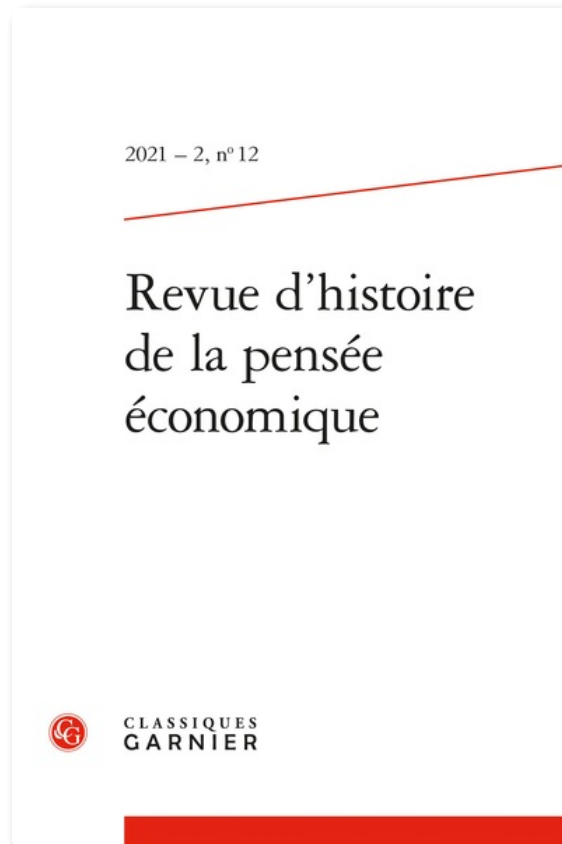 2021 – 2, nº 12
Revue d’histoire
de la pensée
économique
CG
CLASSIQUES
GARNIER